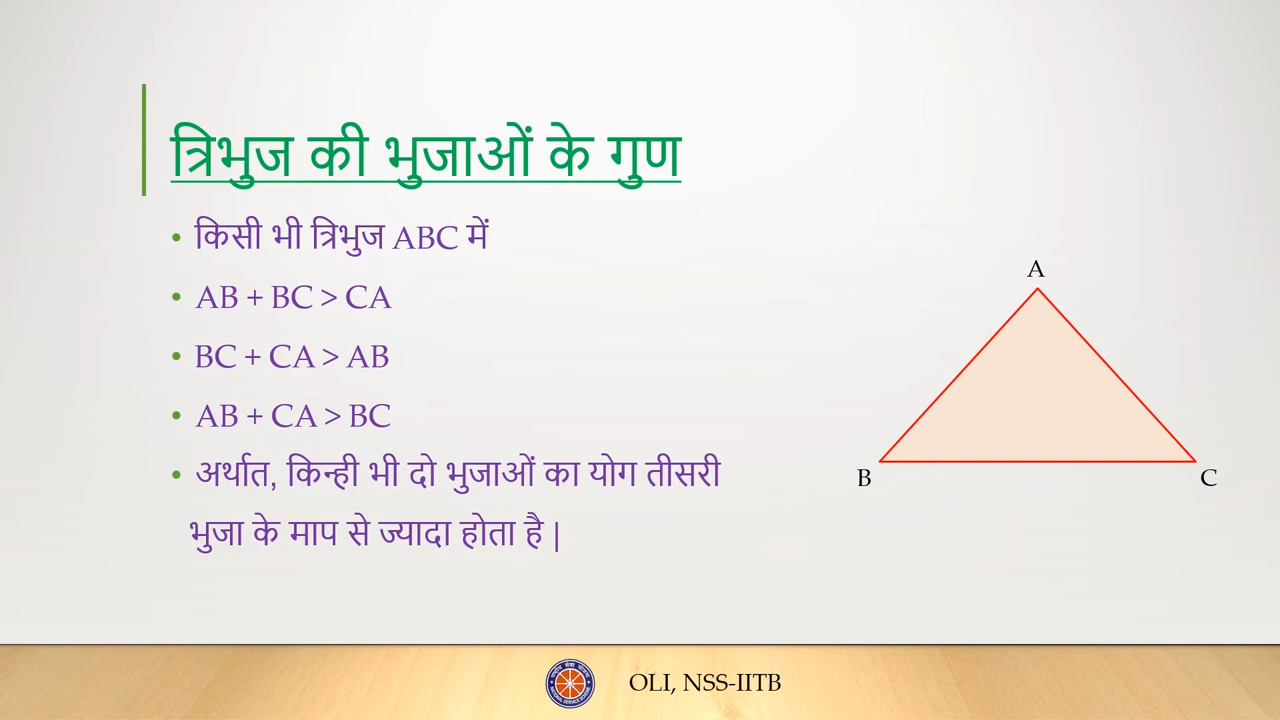 त्रिभुज की भुजाओं के गुण
• किसी भी त्रिभुज ABC में
• AB + BC > CA
• BC + CA > AB
• AB + CA > BC
• अर्थात, किन्ही भी दो भुजाओं का योग तीसरी
भुजा के माप से ज्यादा होता है |
A
B
C
OLI, NSS-IITB